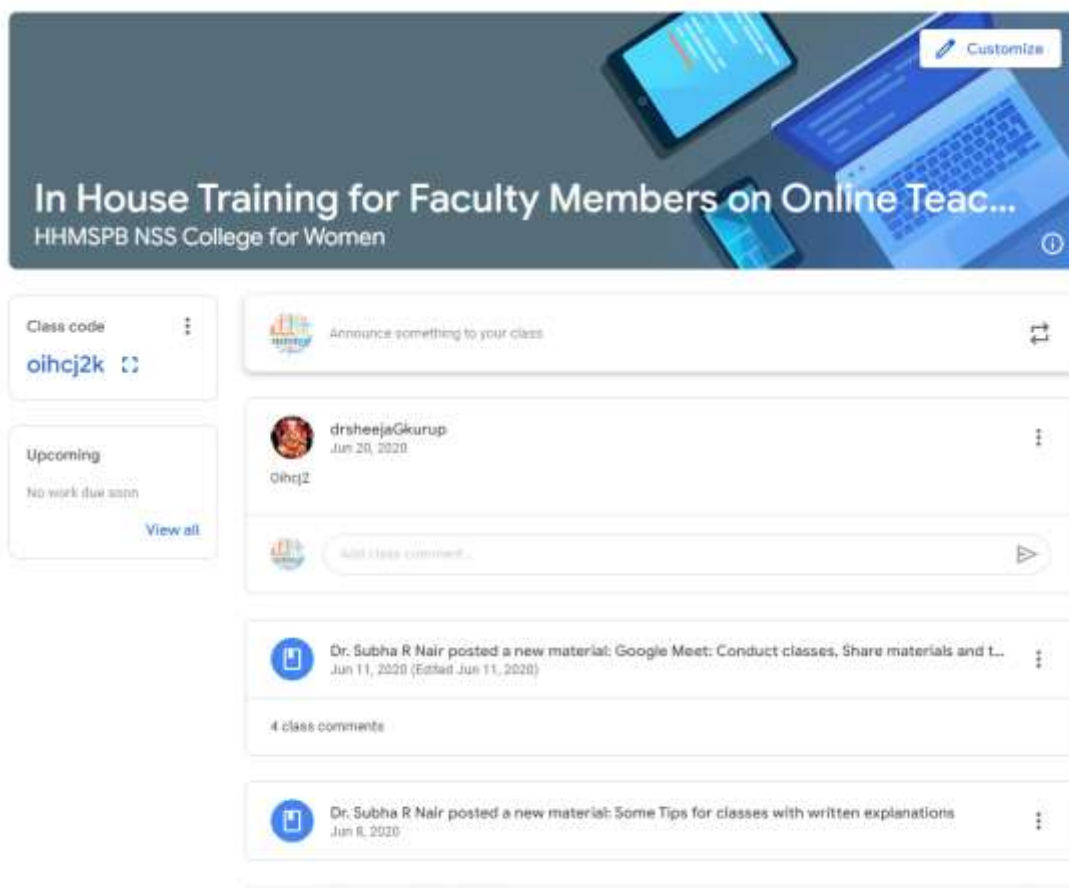 Customize
In House Training for Faculty Members on Online Teac...
HHMSPB NSS College for Women
Class code
oihcj2k
Upcoming
No work due soon
View all
Announce something to your class
drsheejaGkurup
Jun 20, 2020
Oihcj2
Add class comment...
Dr. Subha R Nair posted a new material: Google Meet: Conduct classes, Share materials and t...
Jun 11, 2020 (Edited Jun 11, 2020)
4 class comments
Dr. Subha R Nair posted a new material: Some Tips for classes with written explanations
Jun 8, 2020